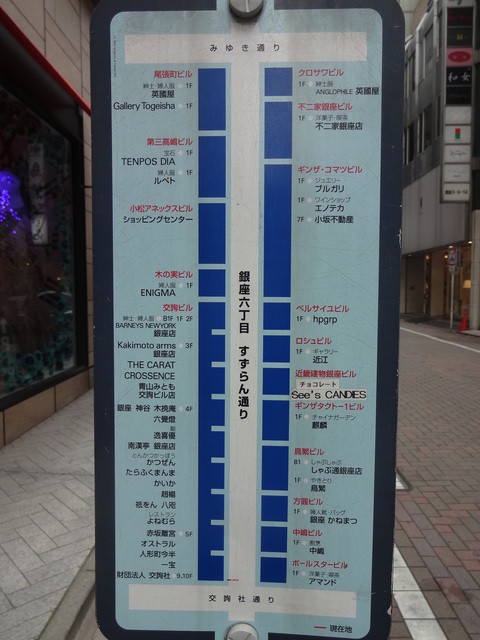 みゆき通り
尾張町ビル
紳士・婦人服 1F
英國屋
Gallery Togeisha 1F
第三高嶋ビル
宝石 1F
TENPOS DIA
婦人服 1F
ルベト
小松アネックスビル
ショッピングセンター
木の実ビル
婦人服 1F
ENIGMA
交詢ビル
紳士・婦人服 B1F 1F 2F
BARNEYS NEWYORK
銀座店
Kakimoto arms 3F
銀座店
THE CARAT
CROSSENCE
青山みとも
交詢ビル店
銀座 神谷 木挽庵 4F
六覺燈
鮨
逸喜優
南漢亭 銀座店
とんかつかっぽう
かつぜん
たらふくまんま
かいか
趙楊
祇をん 八咫
レストラン
よねむら
赤坂離宮 5F
オストラル
人形町今半
一宝
財団法人 交詢社 9.10F
銀座六丁目 すずらん通り
クロサワビル
1F 紳士服
ANGLOPHILE 英國屋
不二家銀座ビル
1F 洋菓子・喫茶
不二家銀座店
ギンザ・コマツビル
1F ジュエリー
ブルガリ
1F ワインショップ
エノテカ
7F 小坂不動産
ベルサイユビル
1F hpgrp
ロシュビル
1F ギャラリー
近江
近畿建物銀座ビル
チョコレート
See's CANDIES
ギンザタクト-1ビル
1F チャイナガーデン
麒麟
鳥繁ビル
B1 しゃぶしゃぶ
しゃぶ通銀座店
1F やきとり
鳥繁
方圓ビル
1F 婦人靴・バッグ
銀座 かねまつ
中嶋ビル
1F 割烹
中嶋
ポールスタービル
1F 洋菓子・喫茶
アマンド
交詢社通り
現在地
和女